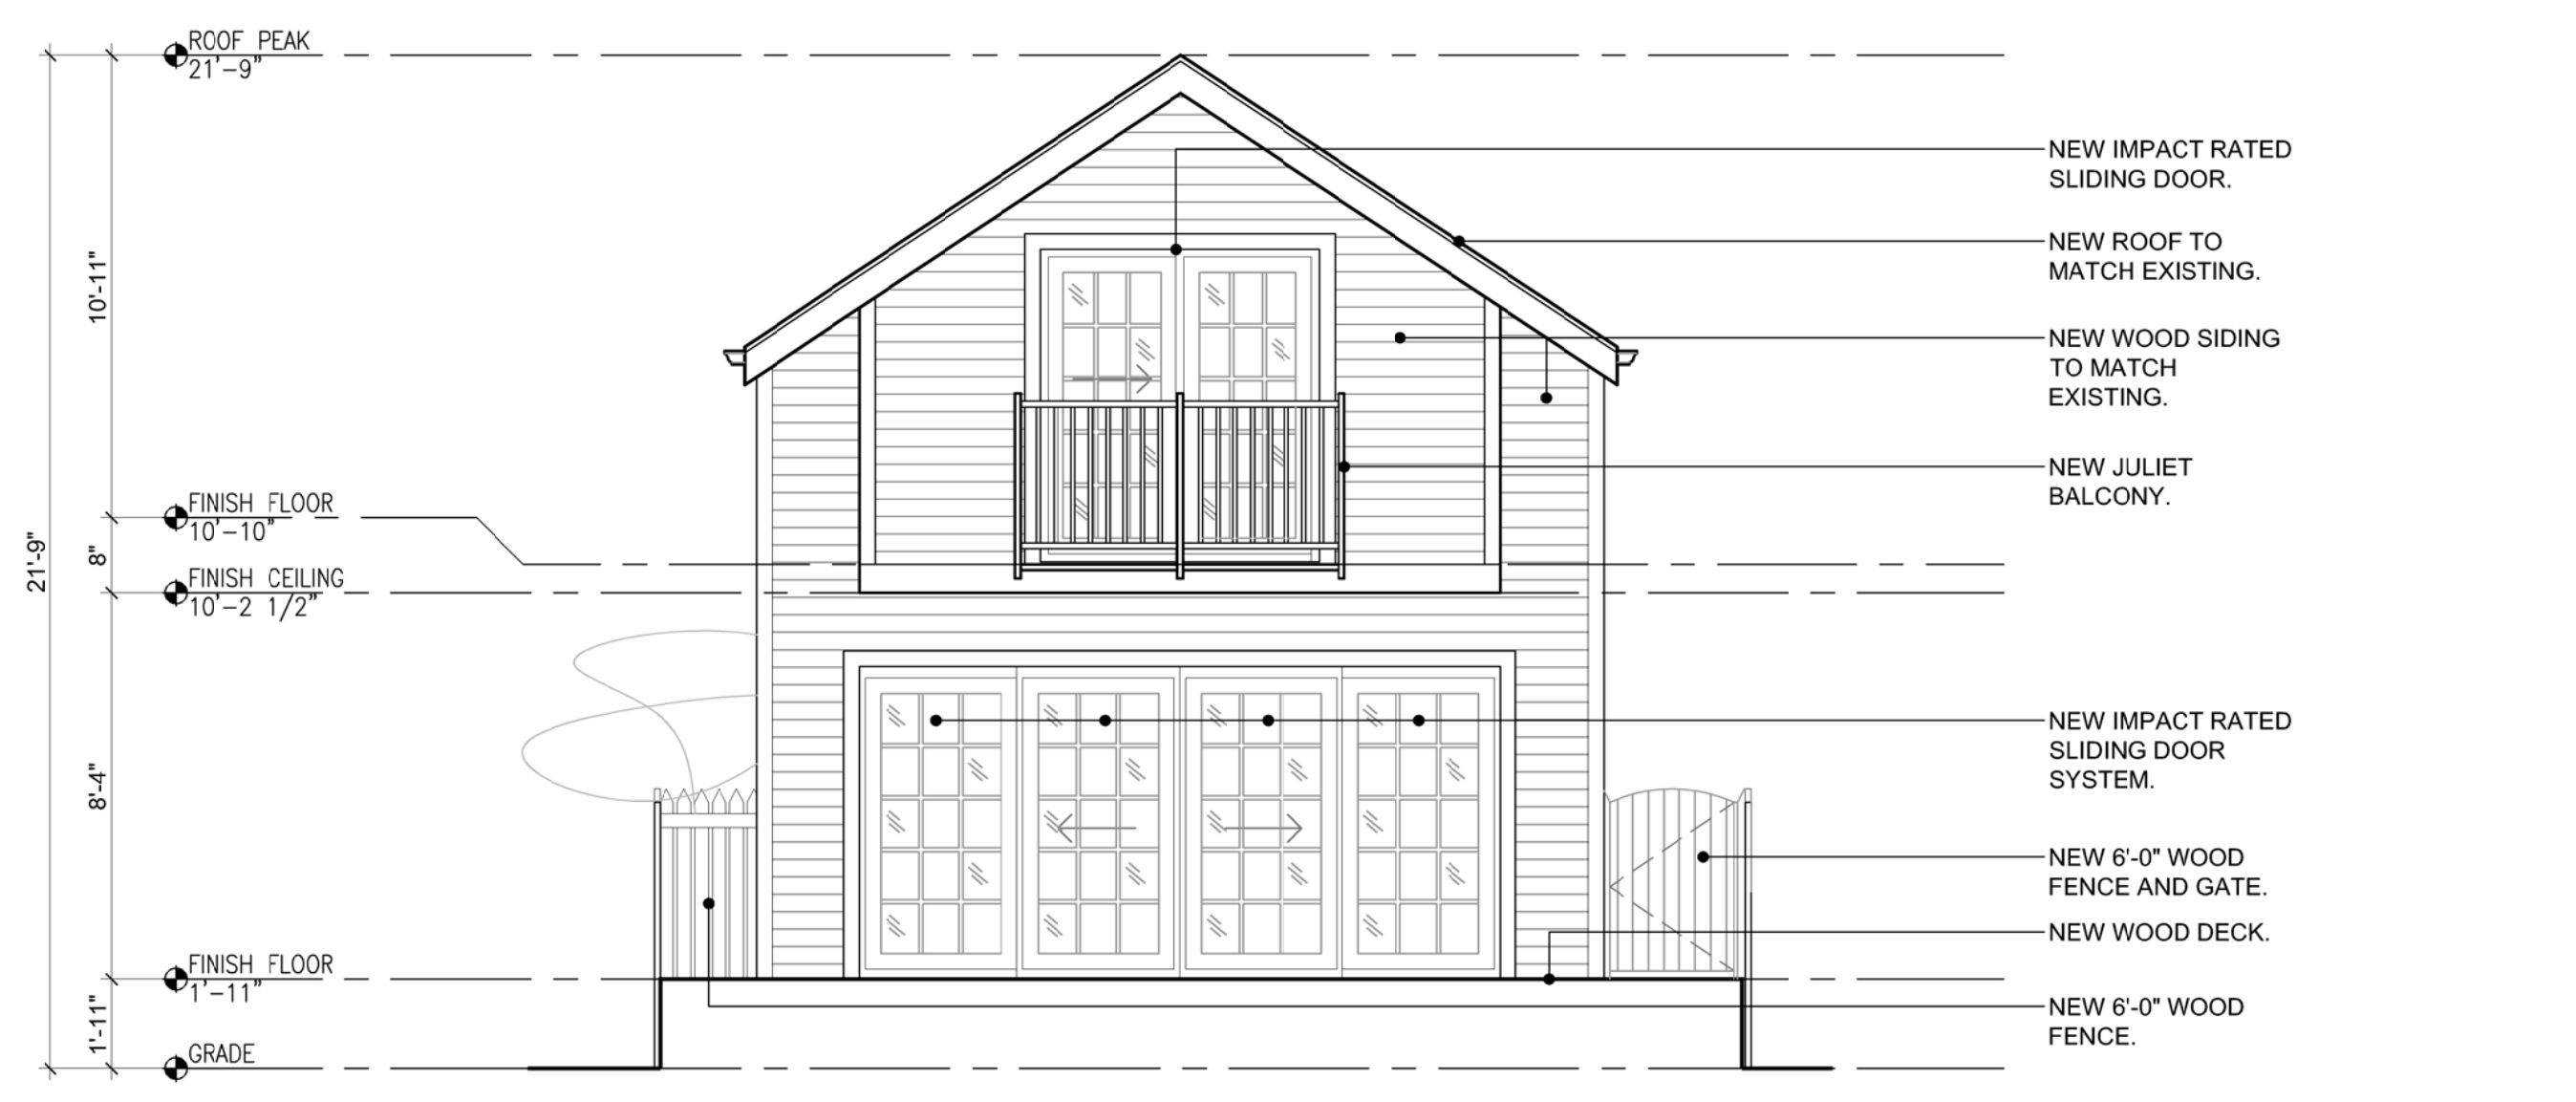 ROOF PEAK
21'-9"
10'-11"
FINISH FLOOR
10'-10"
8"
21'-9"
FINISH CEILING
10'-2 1/2"
8'-4"
FINISH FLOOR
1'-11"
1'-11"
GRADE
NEW IMPACT RATED
SLIDING DOOR.
NEW ROOF TO
MATCH EXISTING.
NEW WOOD SIDING
TO MATCH
EXISTING.
NEW JULIET
BALCONY.
NEW IMPACT RATED
SLIDING DOOR
SYSTEM.
NEW 6'-0" WOOD
FENCE AND GATE.
NEW WOOD DECK.
NEW 6'-0" WOOD
FENCE.